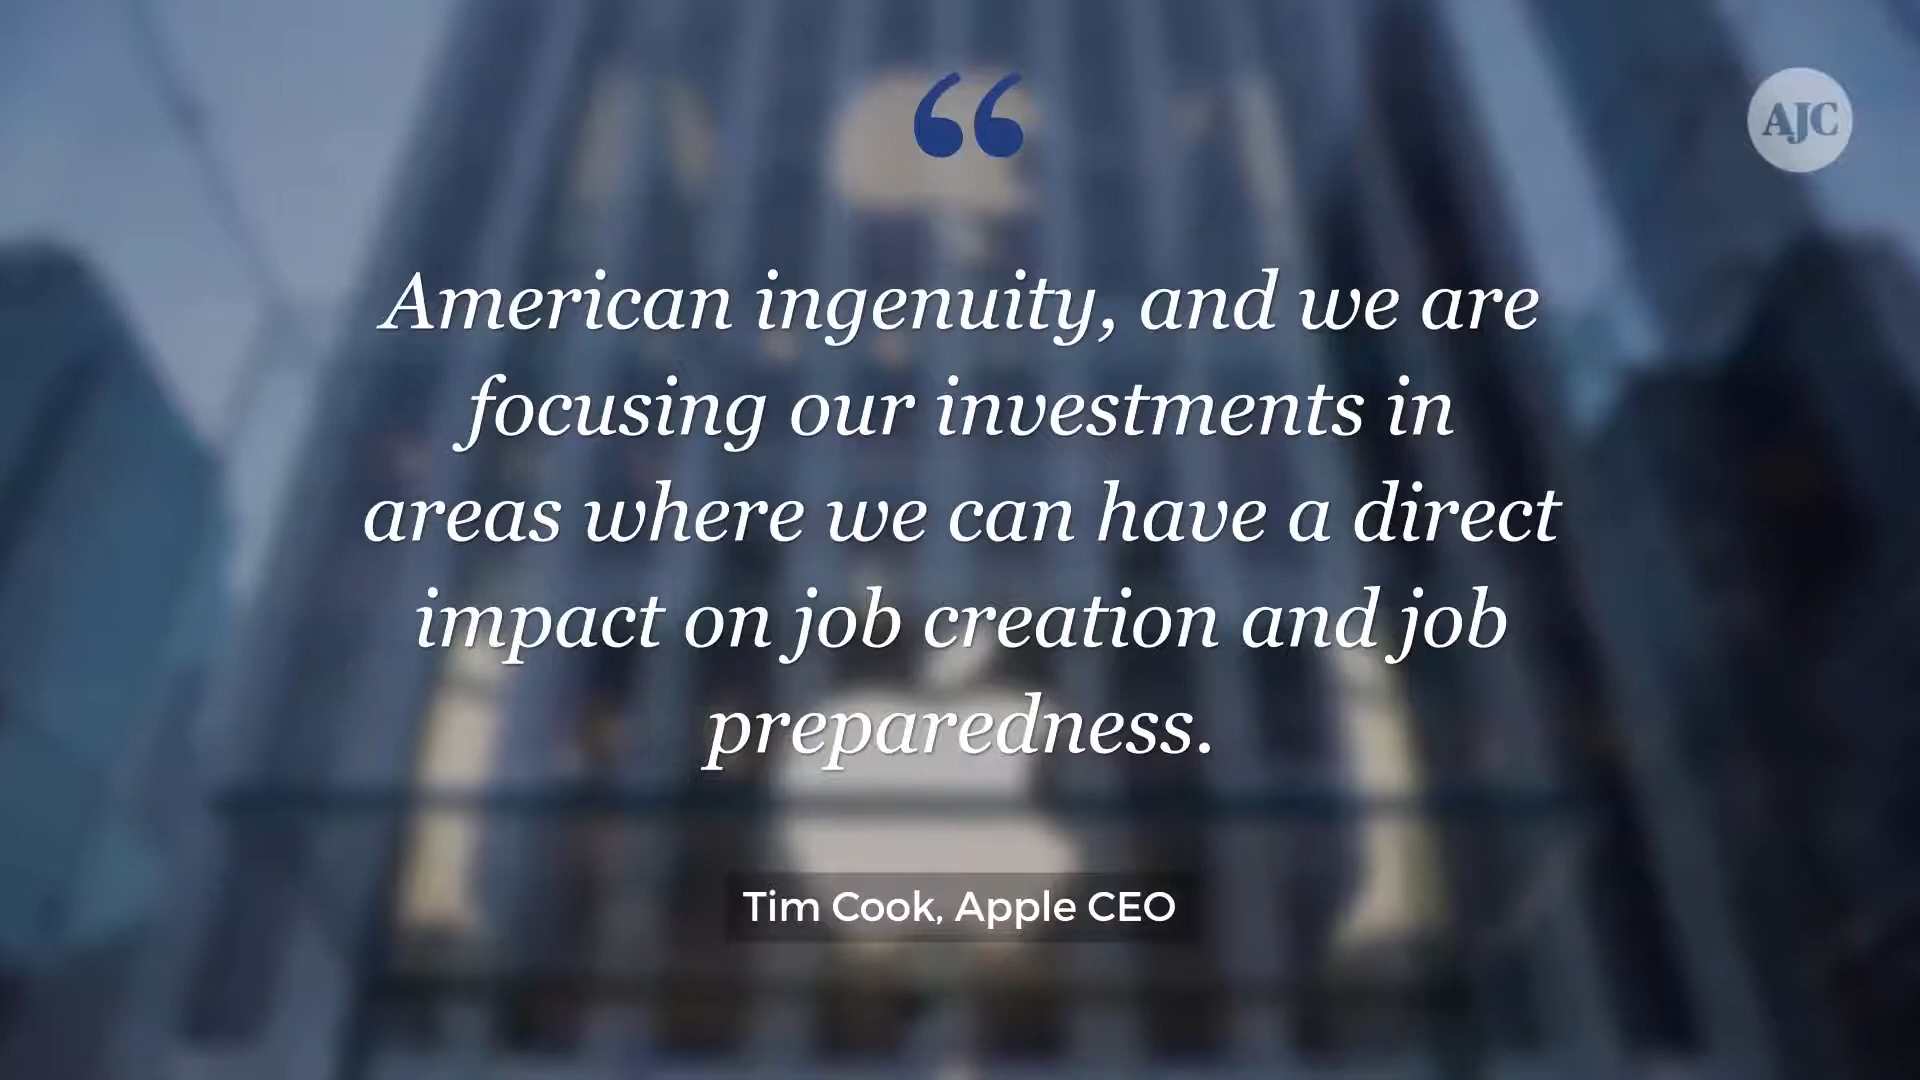 AJC
“
American ingenuity, and we are
focusing our investments in
areas where we can have a direct
impact on job creation and job
preparedness.
Tim Cook, Apple CEO